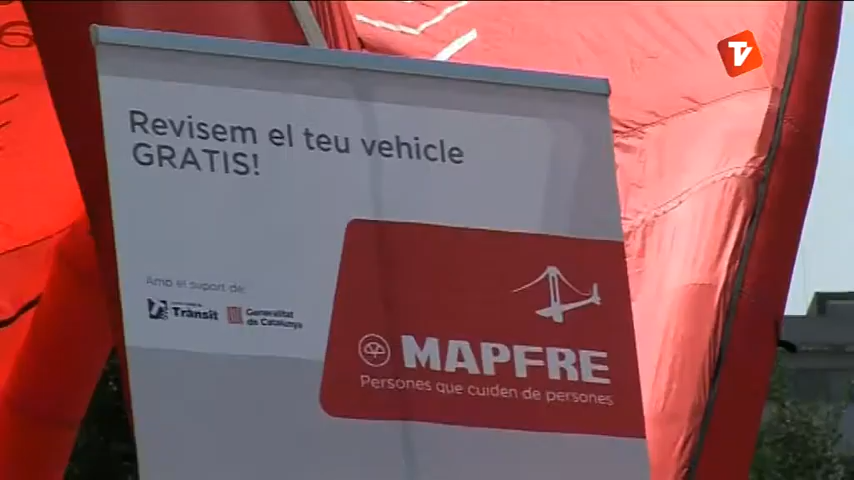 TV
Revisem el teu vehicle
GRATIS!
Amb el suport de:
Trànsit
Generalitat
de Catalunya
MAPFRE
Persones que cuiden de persones